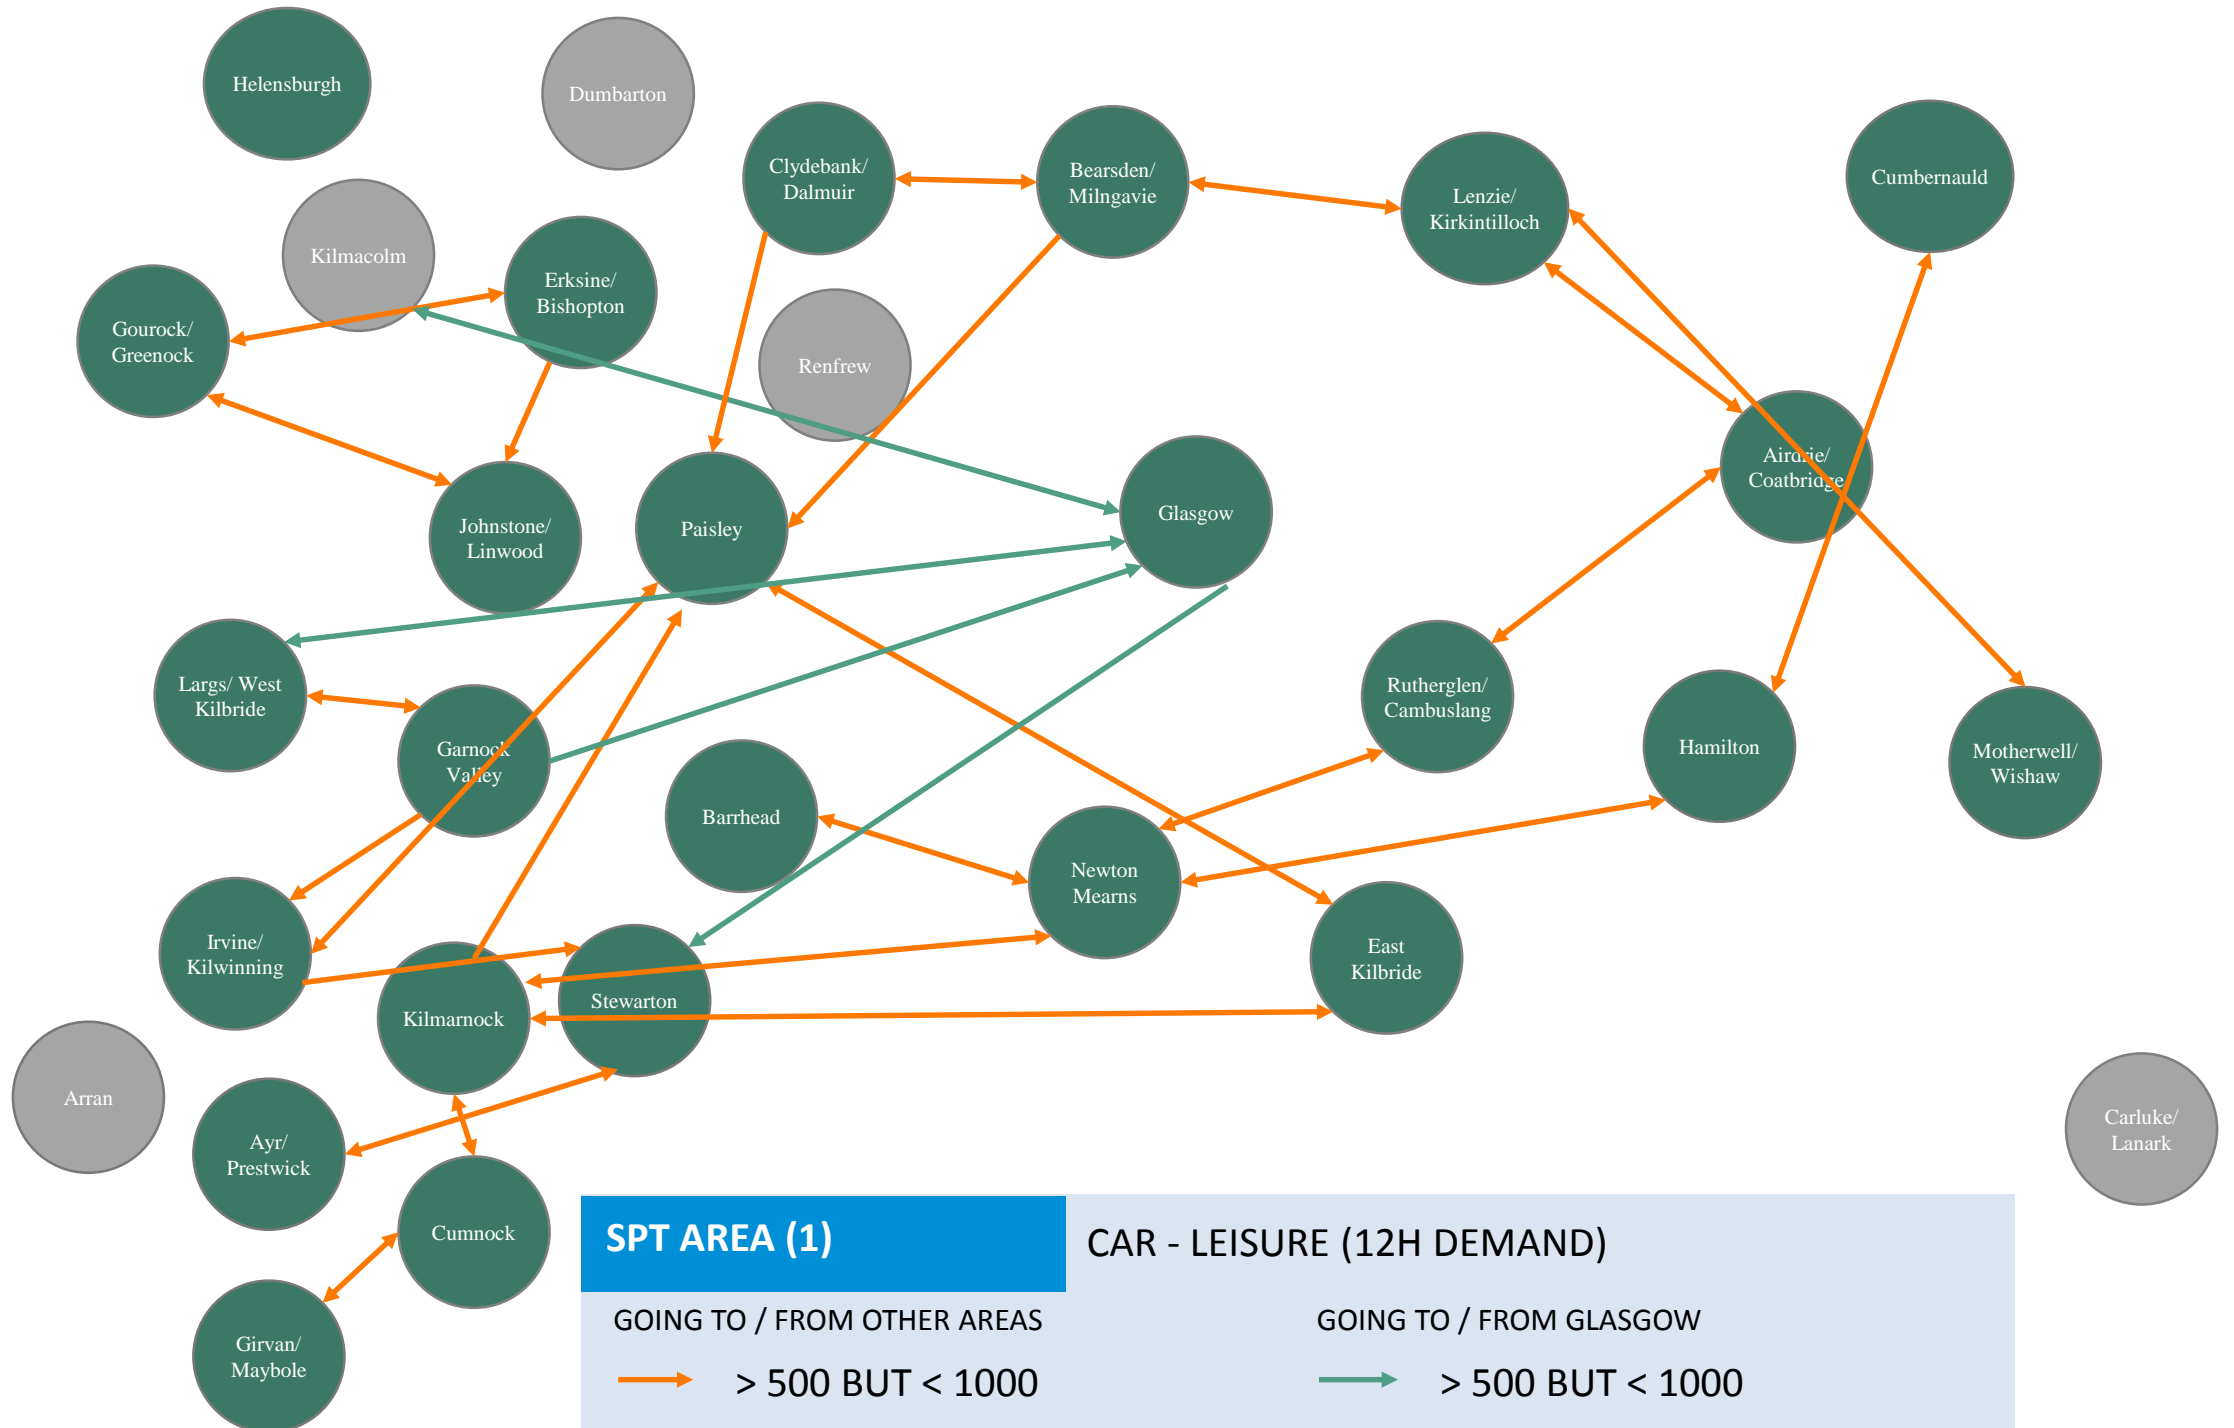 Helensburgh
Dumbarton
Clydebank/
Dalmuir
Bearsden/
Milngavie
Lenzie/
Kirkintilloch
Cumbernauld
Kilmacolm
Erksine/
Bishopton
Gourock/
Greenock
Renfrew
Airdrie/
Coatbridge
Johnstone/
Linwood
Paisley
Glasgow
Largs/ West
Kilbride
Garnock
Valley
Rutherglen/
Cambuslang
Hamilton
Motherwell/
Wishaw
Barrhead
Newton
Mearns
Irvine/
Kilwinning
Kilmarnock
Stewarton
East
Kilbride
Arran
Ayr/
Prestwick
Carluke/
Lanark
Cumnock
Girvan/
Maybole
SPT AREA (1)
CAR - LEISURE (12H DEMAND)
GOING TO / FROM OTHER AREAS
GOING TO / FROM GLASGOW
> 500 BUT < 1000
> 500 BUT < 1000